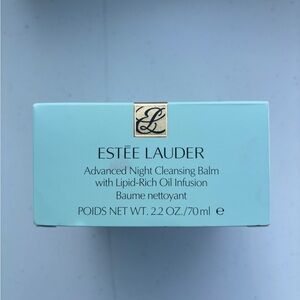 ESTĒE LAUDER
Advanced Night Cleansing Balm
with Lipid-Rich Oil Infusion
Baume nettoyant
POIDS NET WT. 2.2 OZ./70 ml ℮